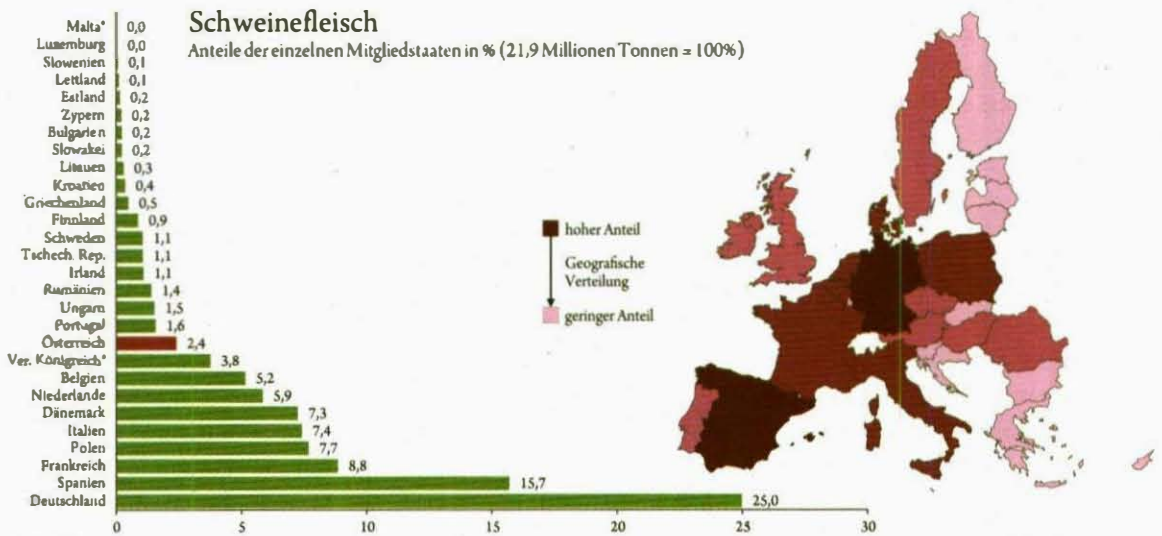 Schweinefleisch
Anteile der einzelnen Mitgliedstaaten in % (21,9 Millionen Tonnen = 100%)
Malta* 0,0
Luxemburg 0,0
Slowenien 0,1
Lettland 0,1
Estland 0,2
Zypern 0,2
Bulgarien 0,2
Slowakei 0,2
Litauen 0,3
Kroatien 0,4
Griechenland 0,5
Finnland 0,9
Schweden 1,1
Tschech. Rep. 1,1
Irland 1,1
Rumänien 1,4
Ungarn 1,5
Portugal 1,6
Österreich 2,4
Ver. Königreich* 3,8
Belgien 5,2
Niederlande 5,9
Dänemark 7,3
Italien 7,4
Polen 7,7
Frankreich 8,8
Spanien 15,7
Deutschland 25,0
0 5 10 15 20 25 30
hoher Anteil
Geografische
Verteilung
geringer Anteil